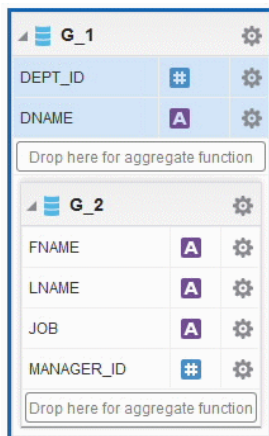 G_1
DEPT_ID #
DNAME A
Drop here for aggregate function
G_2
FNAME A
LNAME A
JOB A
MANAGER_ID #
Drop here for aggregate function